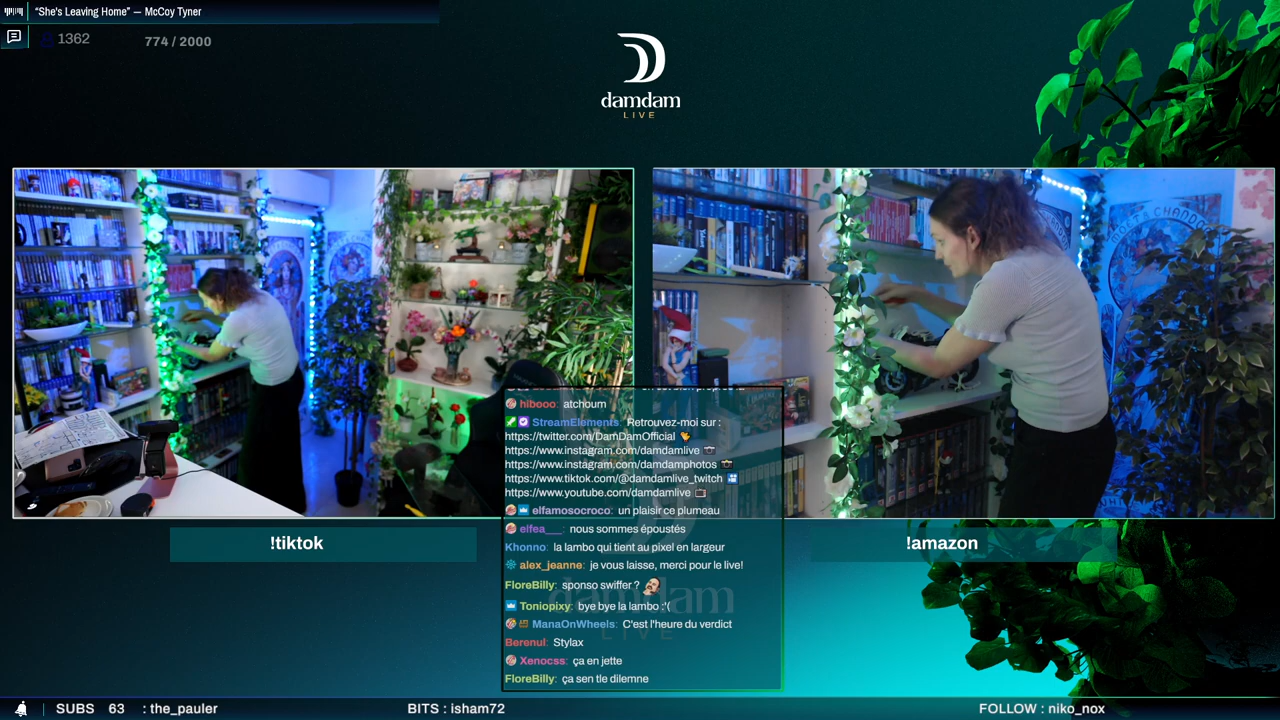 “She's Leaving Home” — McCoy Tyner
1362
774 / 2000
damdam
LIVE
hibooo: atchoum
StreamElements: Retrouvez-moi sur :
https://twitter.com/DamDamOfficial
https://www.instagram.com/damdamlive
https://www.instagram.com/damdamphotos
https://www.tiktok.com/@damdamlive_twitch
https://www.youtube.com/damdamlive
elfamosocroco: un plaisir ce plumeau
elfea___: nous sommes époustés
Khonno: la lambo qui tient au pixel en largeur
alex_jeanne: je vous laisse, merci pour le live!
FloreBilly: sponso swiffer ?
Toniopixy: bye bye la lambo :'(
ManaOnWheels: C'est l'heure du verdict
Berenul: Stylax
Xenocss: ça en jette
FloreBilly: ça sen tle dilemne
damdam
LIVE
!tiktok
!amazon
SUBS 63 : the_pauler
BITS : isham72
FOLLOW : niko_nox